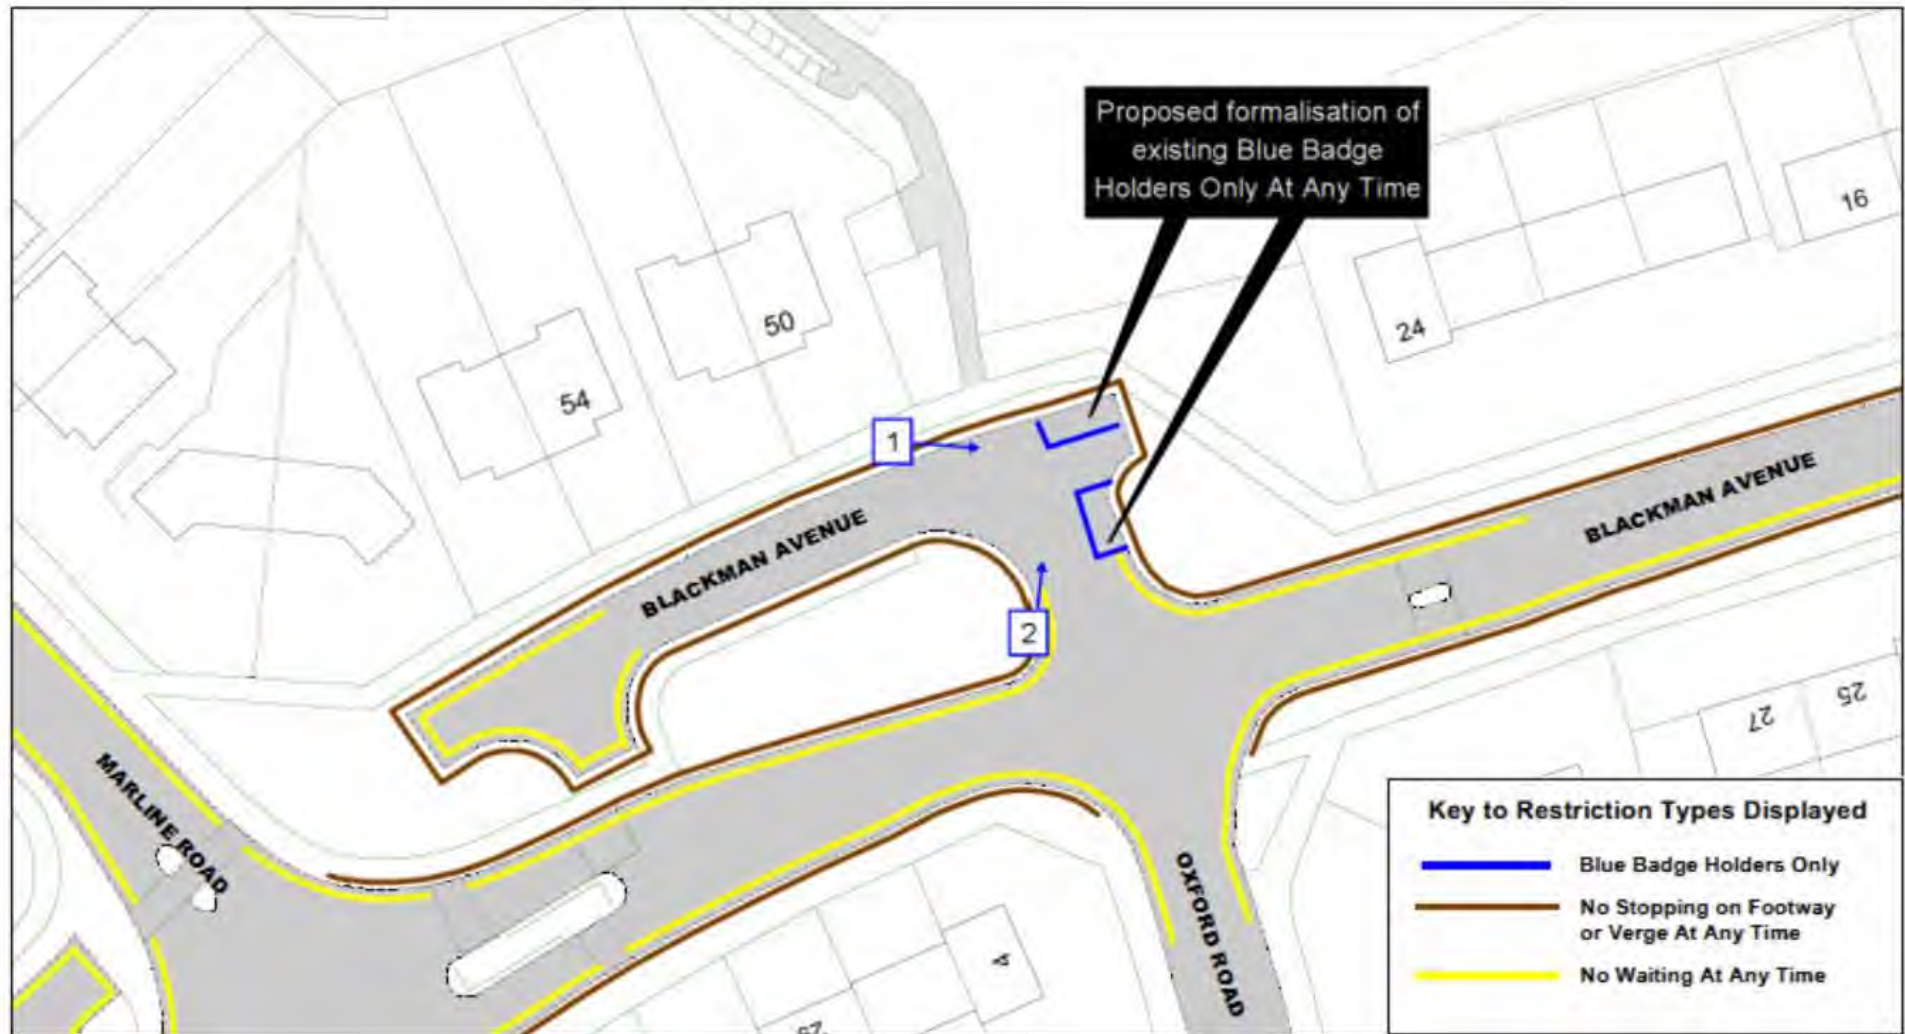 Proposed formalisation of
existing Blue Badge
Holders Only At Any Time
16
24
50
54
1
2
BLACKMAN AVENUE
BLACKMAN AVENUE
25
27
MARLINE ROAD
OXFORD ROAD
4
Key to Restriction Types Displayed
Blue Badge Holders Only
No Stopping on Footway
or Verge At Any Time
No Waiting At Any Time